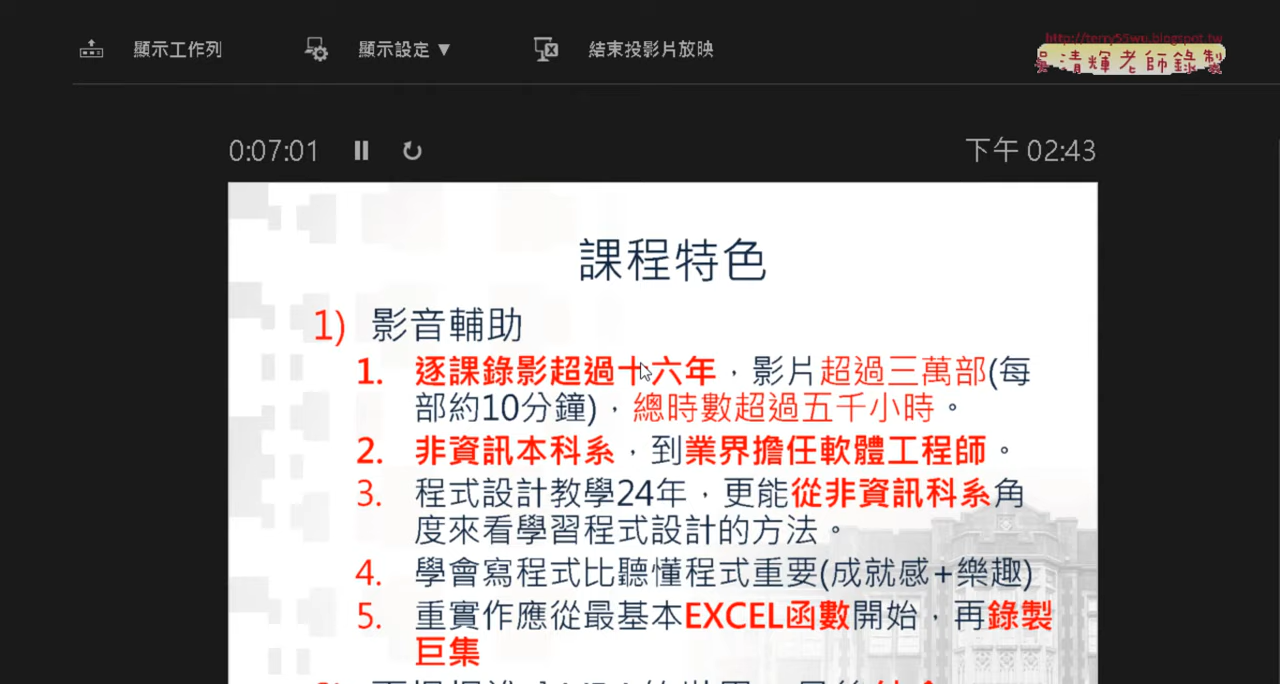 顯示工作列 顯示設定 ▼ 結束投影片放映
http://terry55wu.blogspot.tw
吳清輝老師錄製
0:07:01 下午 02:43
課程特色
1) 影音輔助
1. 逐課錄影超過十六年，影片超過三萬部(每
部約10分鐘)，總時數超過五千小時。
2. 非資訊本科系，到業界擔任軟體工程師。
3. 程式設計教學24年，更能從非資訊科系角
度來看學習程式設計的方法。
4. 學會寫程式比聽懂程式重要(成就感+樂趣)
5. 重實作應從最基本EXCEL函數開始，再錄製
巨集